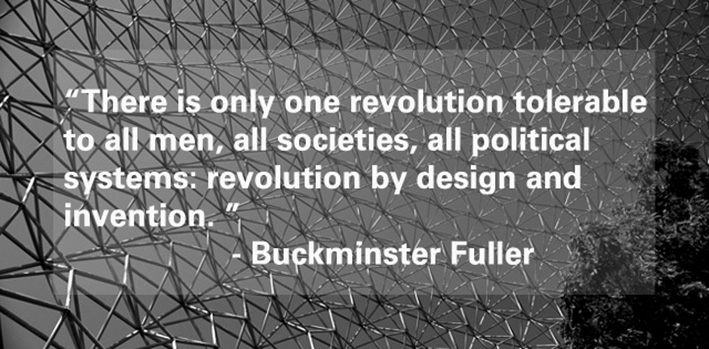 “There is only one revolution tolerable
to all men, all societies, all political
systems: revolution by design and
invention. ”
- Buckminster Fuller